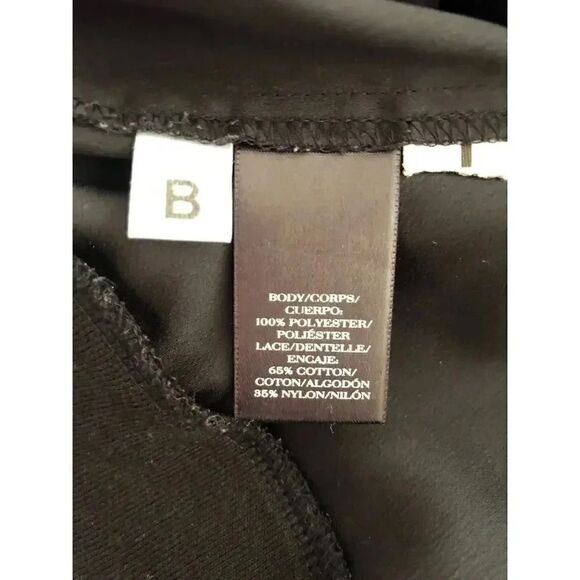 B
BODY/CORPS/
CUERPO:
100% POLYESTER/
POLIÉSTER
LACE/DENTELLE/
ENCAJE:
65% COTTON/
COTON/ALGODÓN
35% NYLON/NILÓN